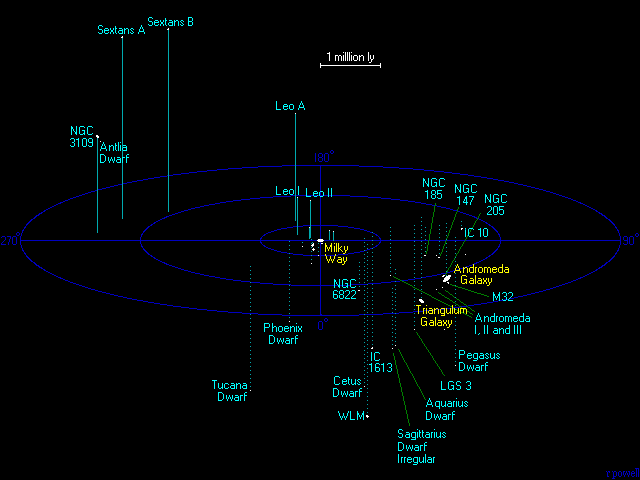 Sextans B
Sextans A
1 milllion ly
Leo A
NGC
3109
Antlia
Dwarf
180°
NGC
185
NGC
147
NGC
205
Leo I
Leo II
IC 10
270°
90°
Milky
Way
Andromeda
Galaxy
NGC
6822
M32
Triangulum
Galaxy
Andromeda
I, II and III
Phoenix
Dwarf
0°
IC
1613
Pegasus
Dwarf
Tucana
Dwarf
Cetus
Dwarf
LGS 3
Aquarius
Dwarf
WLM
Sagittarius
Dwarf
Irregular
rpowell